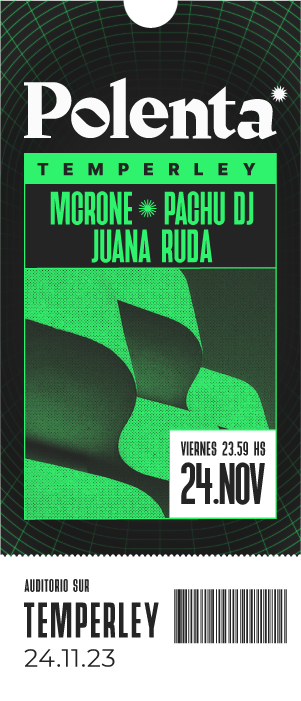 Polenta
TEMPERLEY
MCRONE PACHU DJ
JUANA RUDA
VIERNES 23.59 HS
24.NOV
AUDITORIO SUR
TEMPERLEY
24.11.23